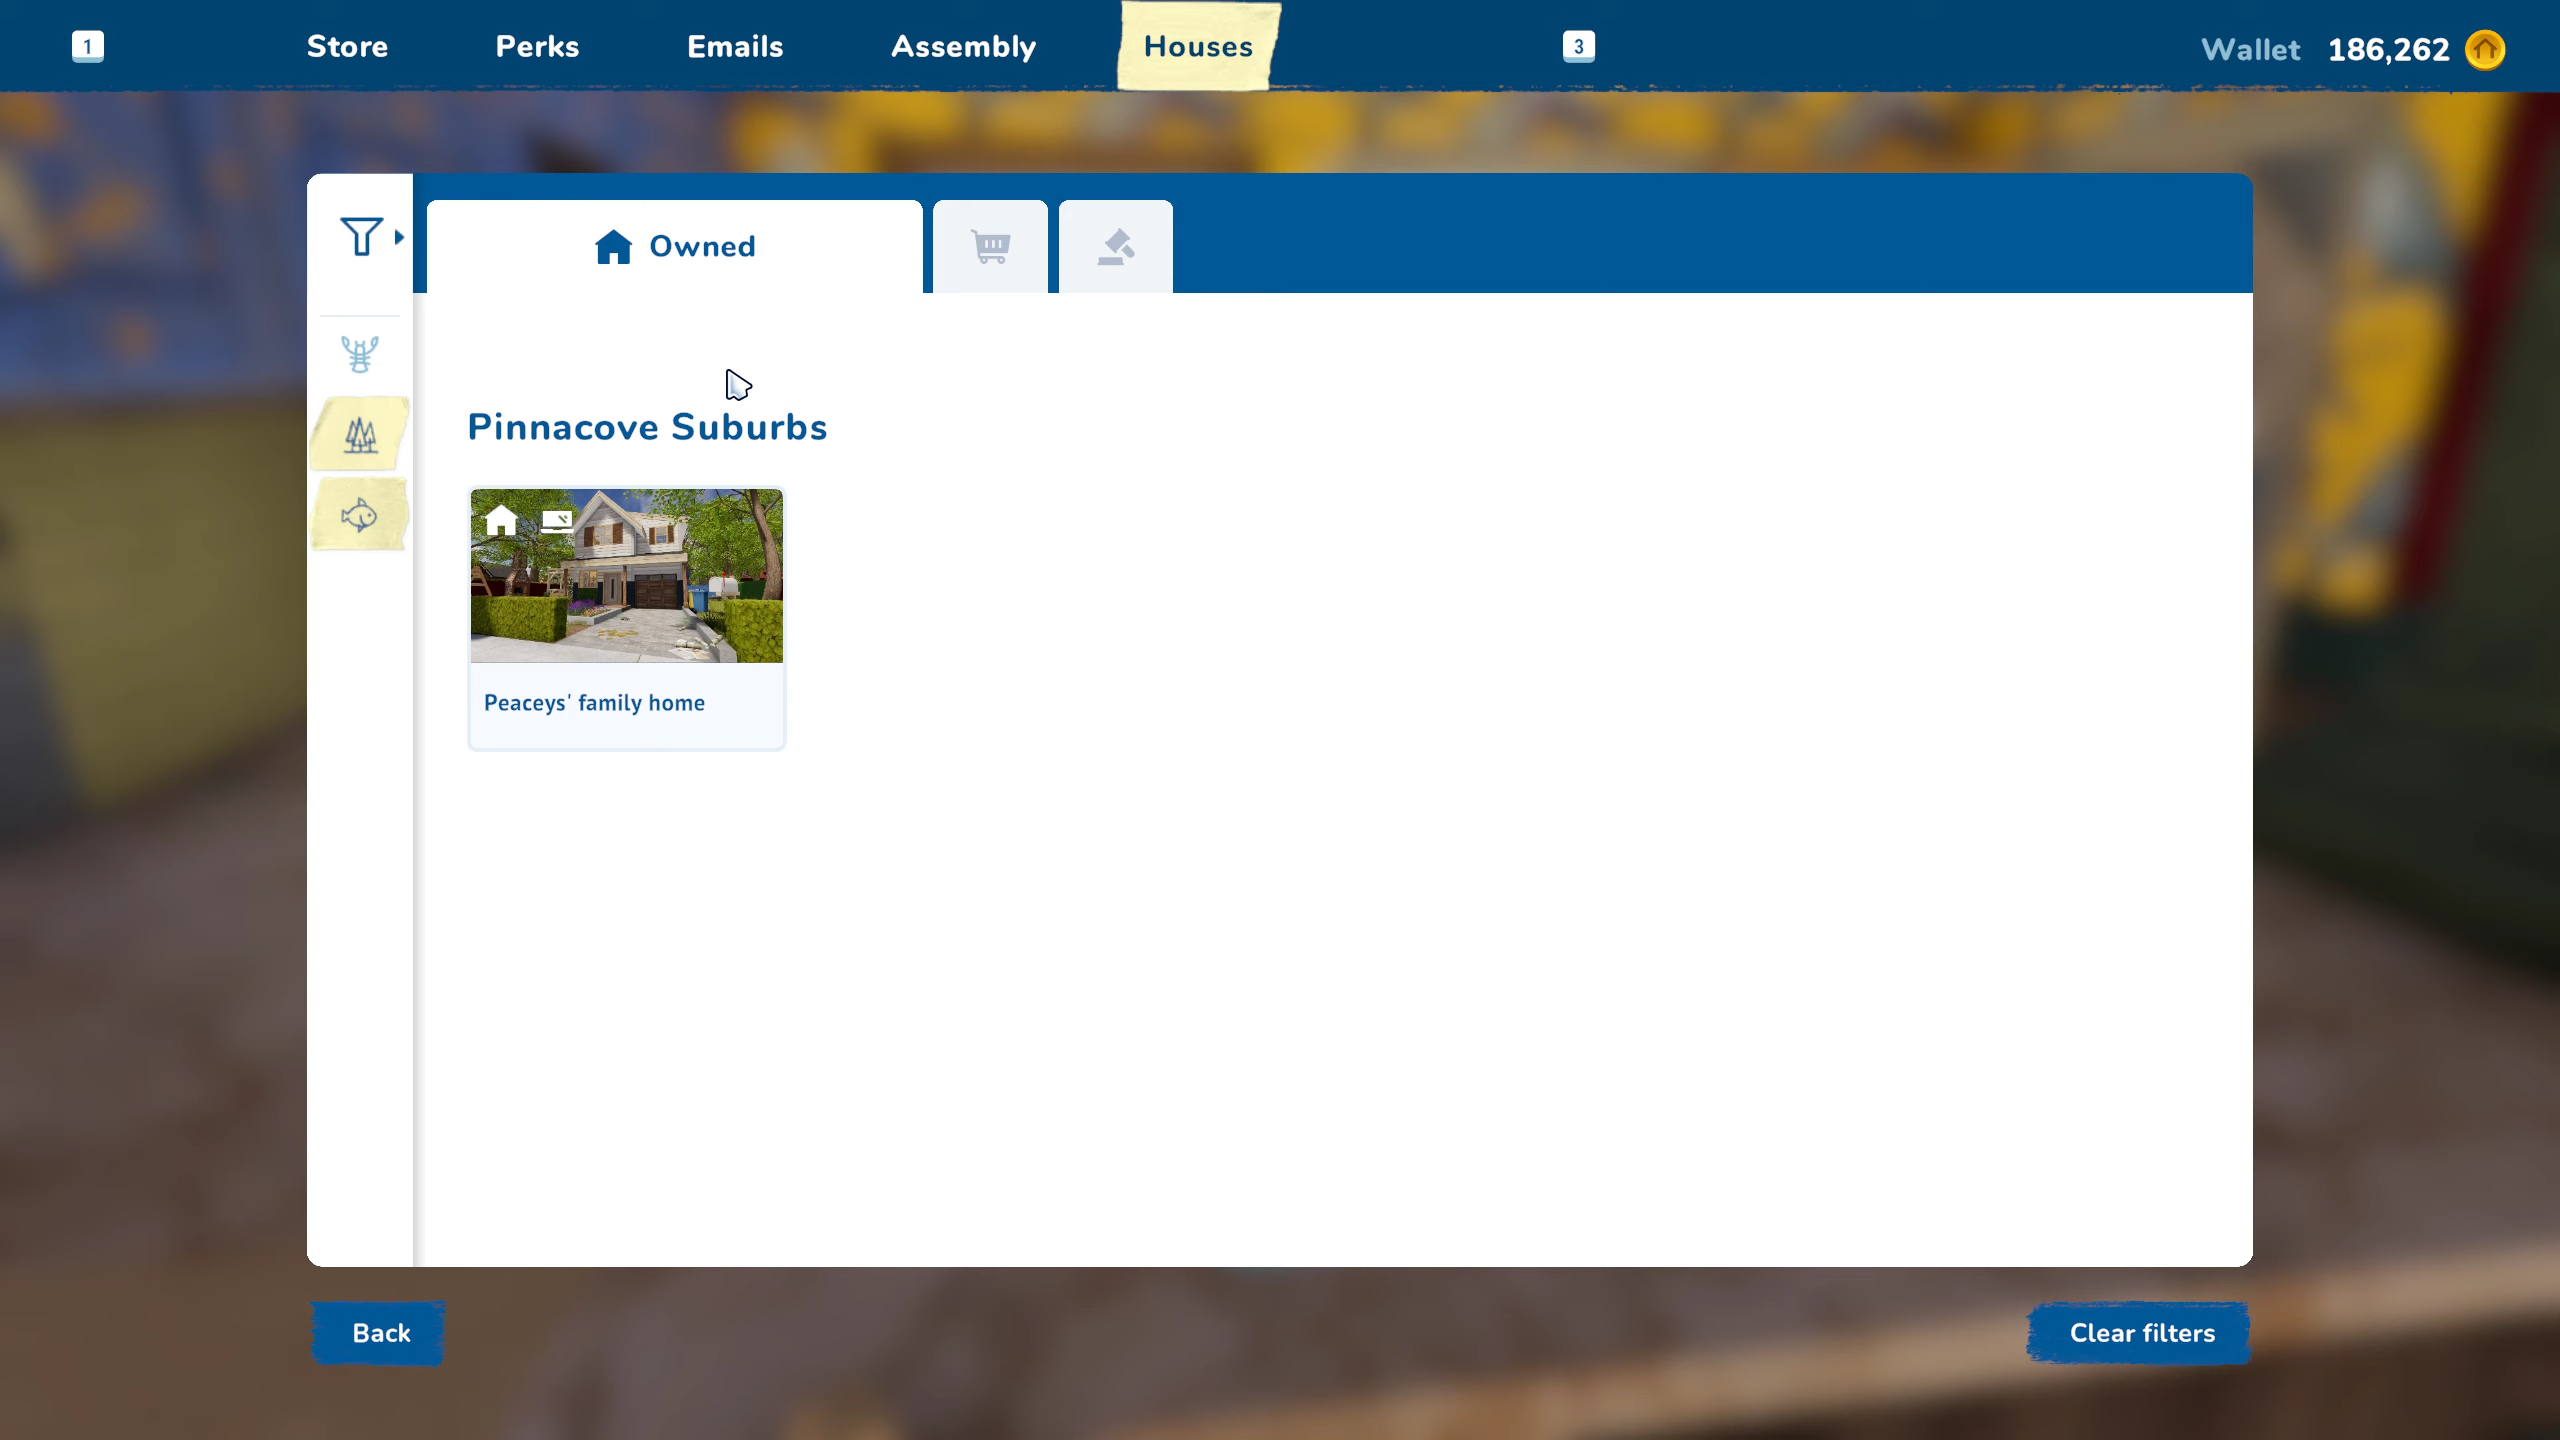 1
Store
Perks
Emails
Assembly
Houses
3
Wallet 186,262
Owned
Pinnacove Suburbs
Peaceys' family home
Back
Clear filters